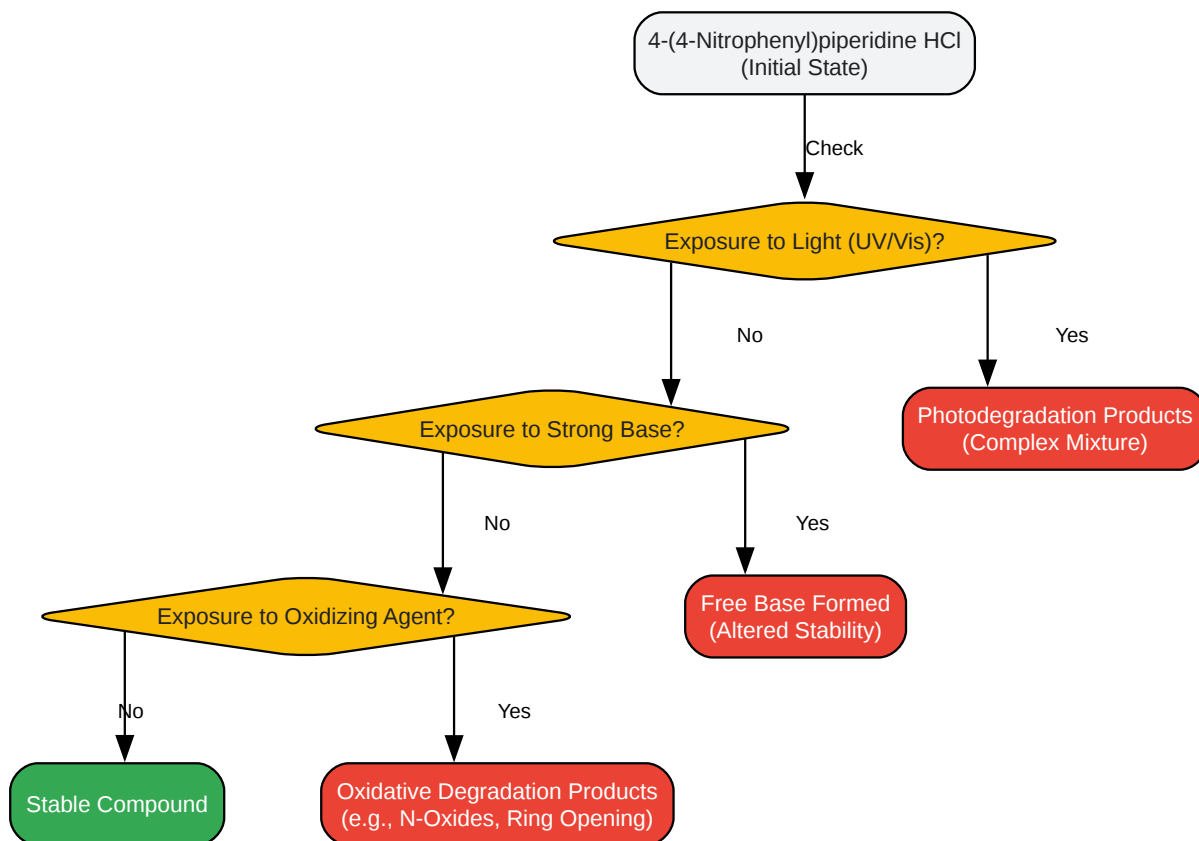 4-(4-Nitrophenyl)piperidine HCl
(Initial State)
Check
Exposure to Light (UV/Vis)?
No
Yes
Photodegradation Products
(Complex Mixture)
Exposure to Strong Base?
No
Yes
Free Base Formed
(Altered Stability)
Exposure to Oxidizing Agent?
No
Yes
Stable Compound
Oxidative Degradation Products
(e.g., N-Oxides, Ring Opening)